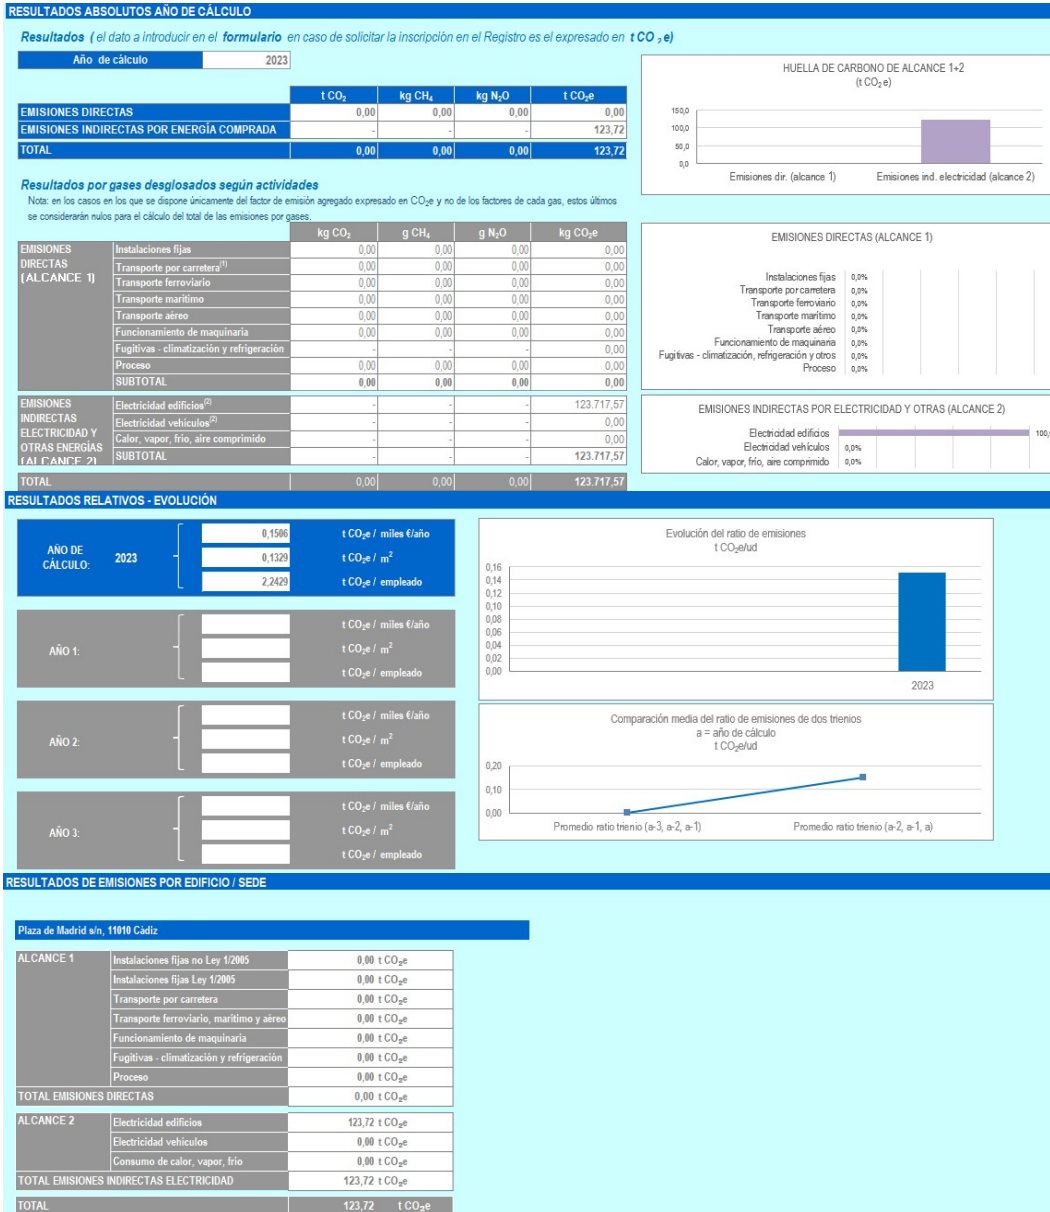 RESULTADOS ABSOLUTOS AÑO DE CÁLCULO
Resultados ( el dato a introducir en el formulario en caso de solicitar la inscripción en el Registro es el expresado en t CO2e)
Año de cálculo 2023
t CO2 kg CH4 kg N2O t CO2e
EMISIONES DIRECTAS 0,00 0,00 0,00 0,00
EMISIONES INDIRECTAS POR ENERGÍA COMPRADA - - - 123,72
TOTAL 0,00 0,00 0,00 123,72
HUELLA DE CARBONO DE ALCANCE 1+2
(t CO2e)
150,0
100,0
50,0
0,0
Emisiones dir. (alcance 1) Emisiones ind. electricidad (alcance 2)
Resultados por gases desglosados según actividades
Nota: en los casos en los que se dispone únicamente del factor de emisión agregado expresado en CO2e y no de los factores de cada gas, estos últimos
se considerarán nulos para el cálculo del total de las emisiones por gases.
kg CO2 g CH4 g N2O kg CO2e
EMISIONES DIRECTAS (ALCANCE 1)
Instalaciones fijas 0,00 0,00 0,00 0,00
Transporte por carretera(1) 0,00 0,00 0,00 0,00
Transporte ferroviario 0,00 0,00 0,00 0,00
Transporte marítimo 0,00 0,00 0,00 0,00
Transporte aéreo 0,00 0,00 0,00 0,00
Funcionamiento de maquinaria 0,00 0,00 0,00 0,00
Fugitivas - climatización y refrigeración - - - 0,00
Proceso 0,00 0,00 0,00 0,00
SUBTOTAL 0,00 0,00 0,00 0,00
EMISIONES INDIRECTAS ELECTRICIDAD Y OTRAS ENERGÍAS (ALCANCE 2)
Electricidad edificios(2) - - - 123.717,57
Electricidad vehículos(2) - - - 0,00
Calor, vapor, frío, aire comprimido - - - 0,00
SUBTOTAL - - - 123.717,57
TOTAL 0,00 0,00 0,00 123.717,57
EMISIONES DIRECTAS (ALCANCE 1)
Instalaciones fijas 0,0%
Transporte por carretera 0,0%
Transporte ferroviario 0,0%
Transporte marítimo 0,0%
Transporte aéreo 0,0%
Funcionamiento de maquinaria 0,0%
Fugitivas - climatización, refrigeración y otros 0,0%
Proceso 0,0%
EMISIONES INDIRECTAS POR ELECTRICIDAD Y OTRAS (ALCANCE 2)
Electricidad edificios 100,
Electricidad vehículos 0,0%
Calor, vapor, frío, aire comprimido 0,0%
RESULTADOS RELATIVOS - EVOLUCIÓN
AÑO DE CÁLCULO: 2023
0,1506 t CO2e / miles €/año
0,1329 t CO2e / m2
2,2429 t CO2e / empleado
AÑO 1:
t CO2e / miles €/año
t CO2e / m2
t CO2e / empleado
AÑO 2:
t CO2e / miles €/año
t CO2e / m2
t CO2e / empleado
AÑO 3:
t CO2e / miles €/año
t CO2e / m2
t CO2e / empleado
Evolución del ratio de emisiones
t CO2e/ud
0,16
0,14
0,12
0,10
0,08
0,06
0,04
0,02
0,00
2023
Comparación media del ratio de emisiones de dos trienios
a = año de cálculo
t CO2e/ud
0,20
0,10
0,00
Promedio ratio trienio (a-3, a-2, a-1) Promedio ratio trienio (a-2, a-1, a)
RESULTADOS DE EMISIONES POR EDIFICIO / SEDE
Plaza de Madrid s/n, 11010 Cádiz
ALCANCE 1
Instalaciones fijas no Ley 1/2005 0,00 t CO2e
Instalaciones fijas Ley 1/2005 0,00 t CO2e
Transporte por carretera 0,00 t CO2e
Transporte ferroviario, marítimo y aéreo 0,00 t CO2e
Funcionamiento de maquinaria 0,00 t CO2e
Fugitivas - climatización y refrigeración 0,00 t CO2e
Proceso 0,00 t CO2e
TOTAL EMISIONES DIRECTAS 0,00 t CO2e
ALCANCE 2
Electricidad edificios 123,72 t CO2e
Electricidad vehículos 0,00 t CO2e
Consumo de calor, vapor, frío 0,00 t CO2e
TOTAL EMISIONES INDIRECTAS ELECTRICIDAD 123,72 t CO2e
TOTAL 123,72 t CO2e